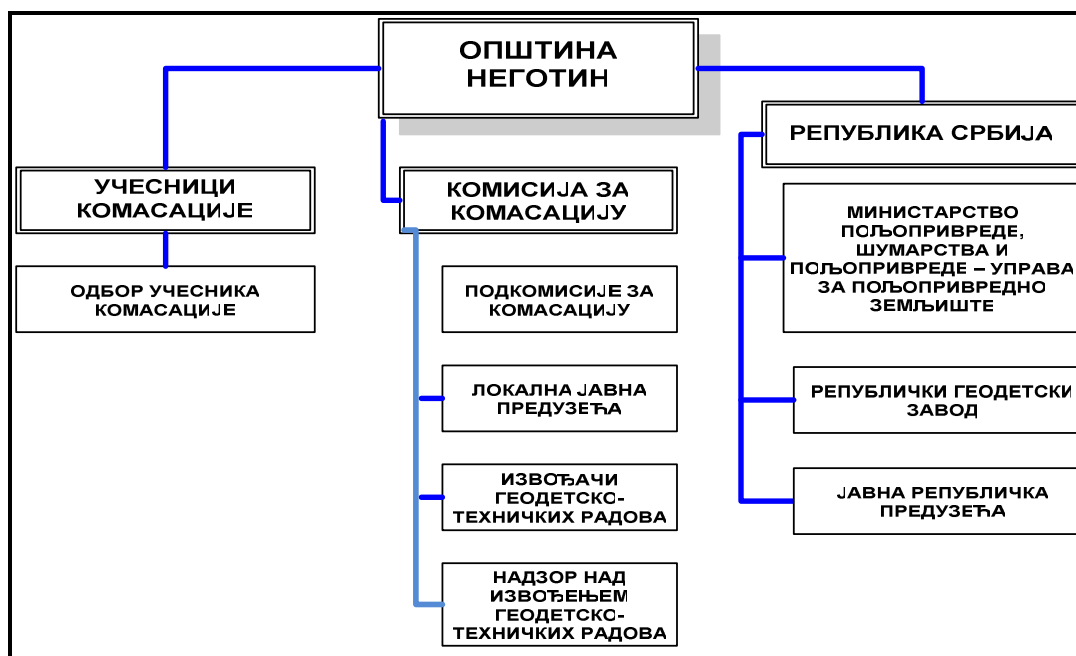 ОПШТИНА
НЕГОТИН
УЧЕСНИЦИ
КОМАСАЦИЈЕ
ОДБОР УЧЕСНИКА
КОМАСАЦИЈЕ
КОМИСИЈА ЗА
КОМАСАЦИЈУ
ПОДКОМИСИЈЕ ЗА
КОМАСАЦИЈУ
ЛОКАЛНА ЈАВНА
ПРЕДУЗЕЋА
ИЗВОЂАЧИ
ГЕОДЕТСКО-
ТЕХНИЧКИХ РАДОВА
НАДЗОР НАД
ИЗВОЂЕЊЕМ
ГЕОДЕТСКО-
ТЕХНИЧКИХ РАДОВА
РЕПУБЛИКА СРБИЈА
МИНИСТАРСТВО
ПОЉОПРИВРЕДЕ,
ШУМАРСТВА И
ПОЉОПРИВРЕДЕ – УПРАВА
ЗА ПОЉОПРИВРЕДНО
ЗЕМЉИШТЕ
РЕПУБЛИЧКИ ГЕОДЕТСКИ
ЗАВОД
ЈАВНА РЕПУБЛИЧКА
ПРЕДУЗЕЋА